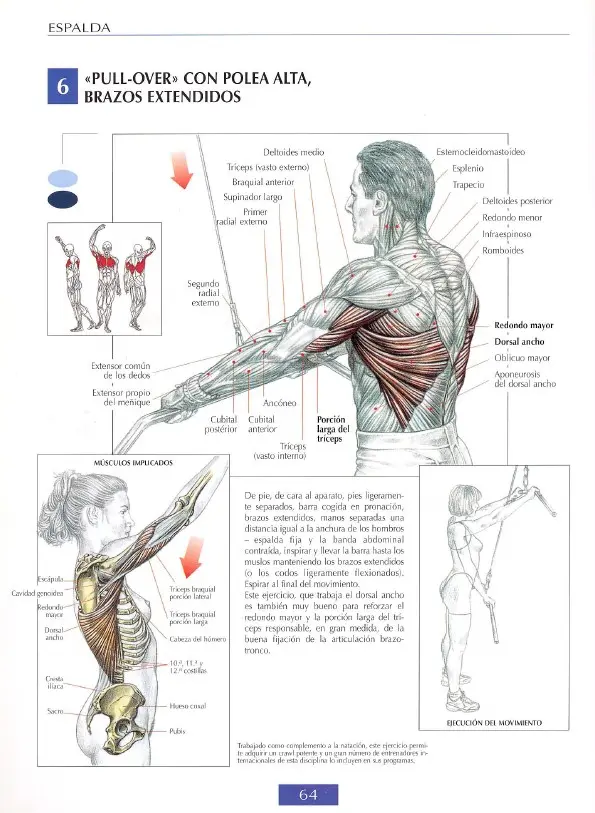 ESPALDA
6
«PULL-OVER» CON POLEA ALTA,
BRAZOS EXTENDIDOS
Deltoides medio
Tríceps (vasto externo)
Braquial anterior
Supinador largo
Primer
radial externo
Segundo
radial
externo
Extensor común
de los dedos
Extensor propio
del meñique
Cubital
postérior
Cubital
anterior
Ancóneo
Tríceps
(vasto interno)
Porción
larga del
tríceps
Esternocleidomastoideo
Esplenio
Trapecio
Deltoides posterior
Redondo menor
Infraespinoso
Romboides
Redondo mayor
Dorsal ancho
Oblicuo mayor
Aponeurosis
del dorsal ancho
MÚSCULOS IMPLICADOS
Escápula
Cavidad genoidea
Redondo
mayor
Dorsal
ancho
Cresta
ilíaca
Sacro
Tríceps braquial
porción lateral
Tríceps braquial
porción larga
Cabeza del húmero
10.ª, 11.ª y
12.ª costillas
Hueso coxal
Pubis
De pie, de cara al aparato, pies ligeramen-
te separados, barra cogida en pronación,
brazos extendidos, manos separadas una
distancia igual a la anchura de los hombros
– espalda fija y la banda abdominal
contraída, inspirar y llevar la barra hasta los
muslos manteniendo los brazos extendidos
(o los codos ligeramente flexionados).
Espirar al final del movimiento.
Este ejercicio, que trabaja el dorsal ancho
es también muy bueno para reforzar el
redondo mayor y la porción larga del trí-
ceps responsable, en gran medida, de la
buena fijación de la articulación brazo-
tronco.
EJECUCIÓN DEL MOVIMIENTO
Trabajado como complemento a la natación, este ejercicio permi-
te adquirir un crawl potente y un gran número de entrenadores in-
ternacionales de esta disciplina lo incluyen en sus programas.
64